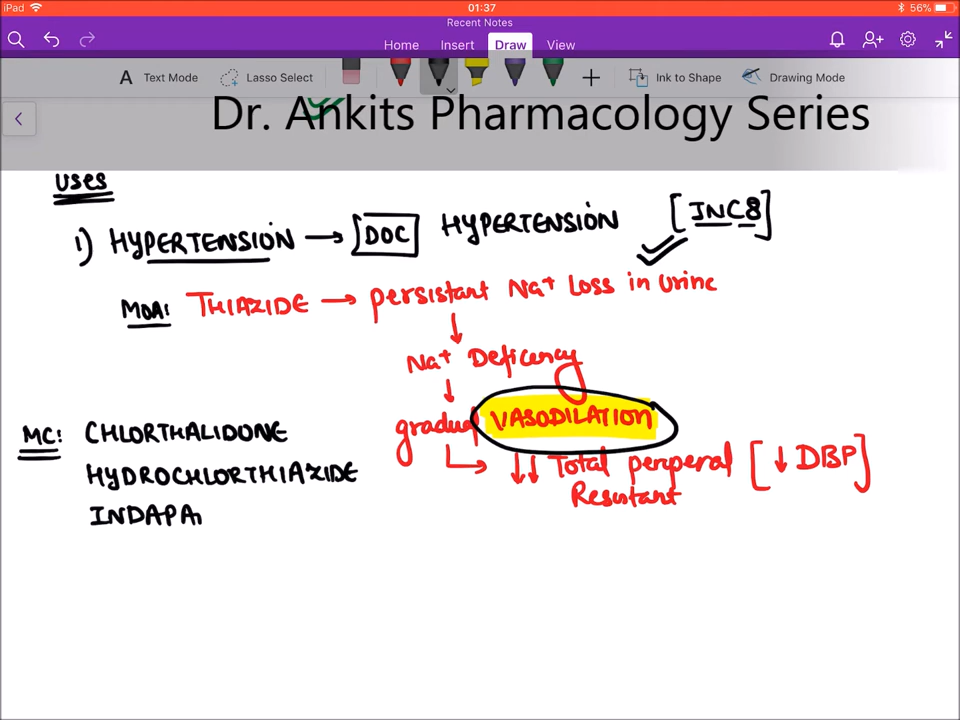 iPad 01:37 56%
Recent Notes
Home Insert Draw View
A Text Mode Lasso Select Ink to Shape Drawing Mode
Dr. Ankits Pharmacology Series
USES
1) HYPERTENSION → DOC HYPERTENSION [JNC8]
MOA: THIAZIDE → persistant Na+ Loss in Urine
↓
Na+ Deficency
↓
gradual VASODILATION
↓↓ Total perperal [↓ DBP]
Resistant
MC: CHLORTHALIDONE
HYDROCHLORTHIAZIDE
INDAPA